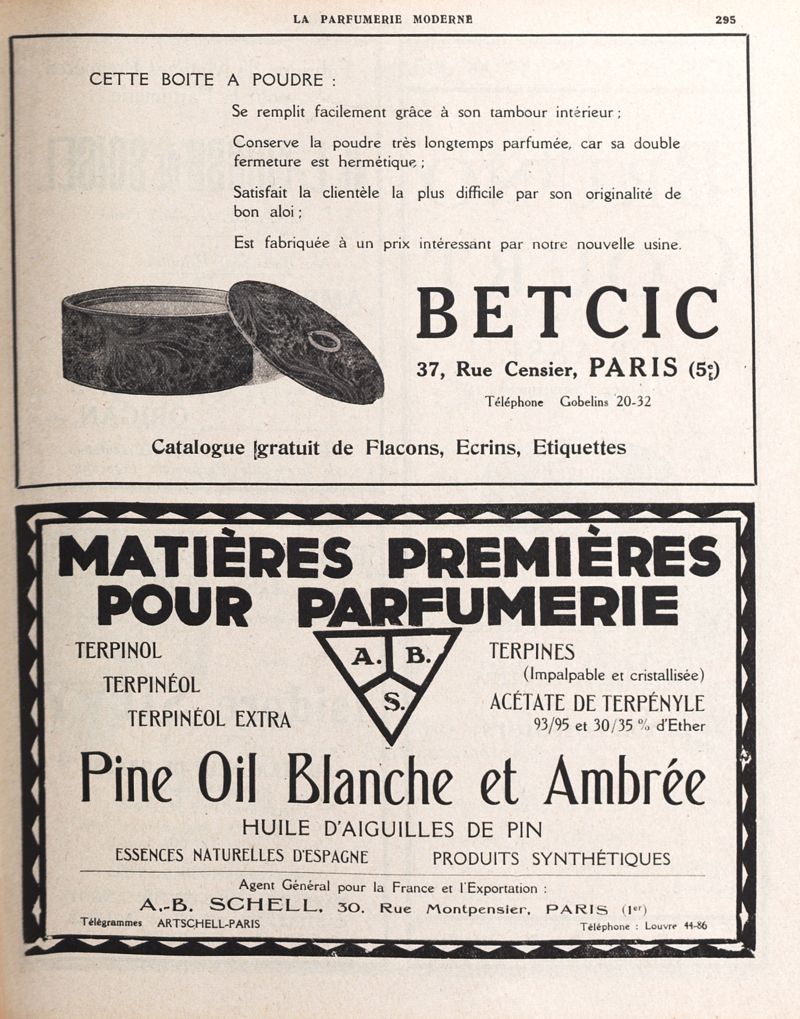 LA PARFUMERIE MODERNE
295
CETTE BOITE A POUDRE :
Se remplit facilement grâce à son tambour intérieur ;
Conserve la poudre très longtemps parfumée, car sa double
fermeture est hermétique ;
Satisfait la clientèle la plus difficile par son originalité de
bon aloi ;
Est fabriquée à un prix intéressant par notre nouvelle usine.
BETCIC
37, Rue Censier, PARIS (5e)
Téléphone Gobelins 20-32
Catalogue gratuit de Flacons, Ecrins, Etiquettes
MATIÈRES PREMIÈRES
POUR PARFUMERIE
A. B.
S.
TERPINOL
TERPINÉOL
TERPINÉOL EXTRA
TERPINES
(Impalpable et cristallisée)
ACÉTATE DE TERPÉNYLE
93/95 et 30/35 % d'Ether
Pine Oil Blanche et Ambrée
HUILE D'AIGUILLES DE PIN
ESSENCES NATURELLES D'ESPAGNE PRODUITS SYNTHÉTIQUES
Agent Général pour la France et l'Exportation :
A.-B. SCHELL, 30, Rue Montpensier, PARIS (1er)
Télégrammes ARTSCHELL-PARIS
Téléphone : Louvre 44-86